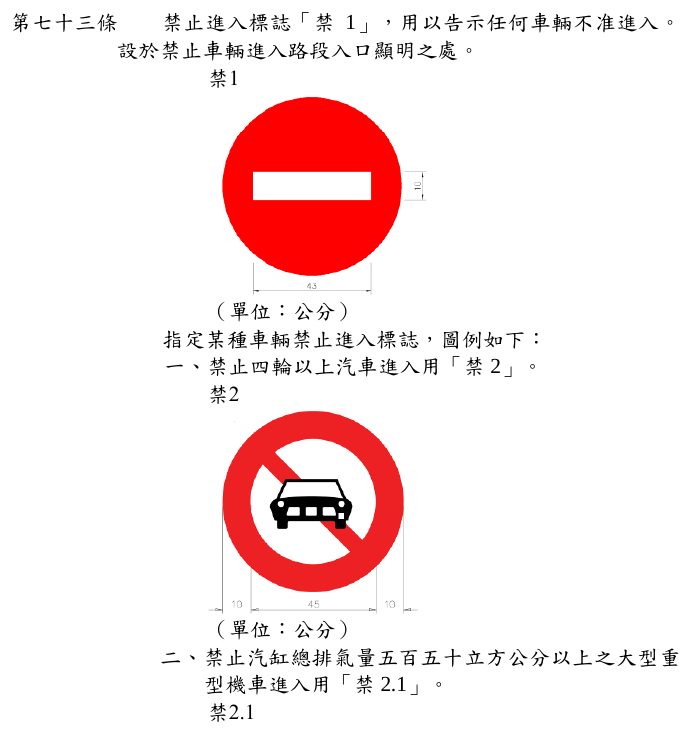 第七十三條　　禁止進入標誌「禁 1」，用以告示任何車輛不准進入。
設於禁止車輛進入路段入口顯明之處。
禁1
10
43
（單位：公分）
指定某種車輛禁止進入標誌，圖例如下：
一、禁止四輪以上汽車進入用「禁 2」。
禁2
10 45 10
（單位：公分）
二、禁止汽缸總排氣量五百五十立方公分以上之大型重
型機車進入用「禁 2.1」。
禁2.1